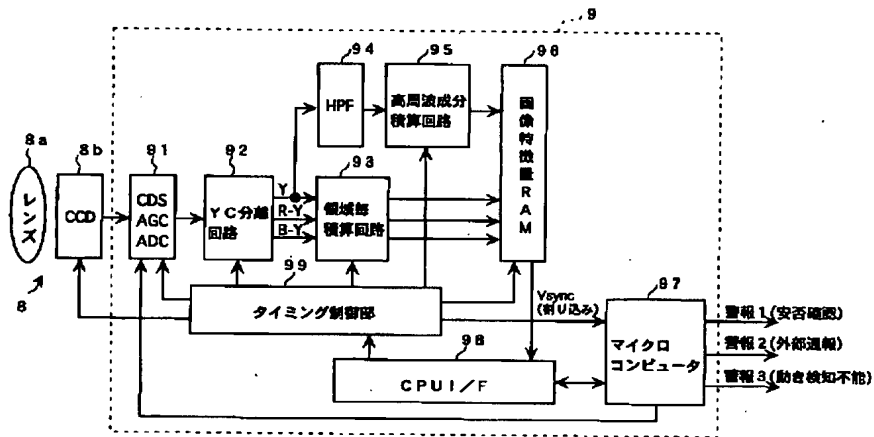 9
94
95
96
HPF
高周波成分
積算回路
画像特徴量RAM
8a
8b
91
92
93
レンズ
CCD
CDS
AGC
ADC
YC分離
回路
Y
R-Y
B-Y
領域毎
積算回路
8
99
タイミング制御部
Vsync
(割り込み)
97
マイクロ
コンピュータ
警報1(安否確認)
警報2(外部通報)
警報3(動き検知不能)
98
CPUI/F